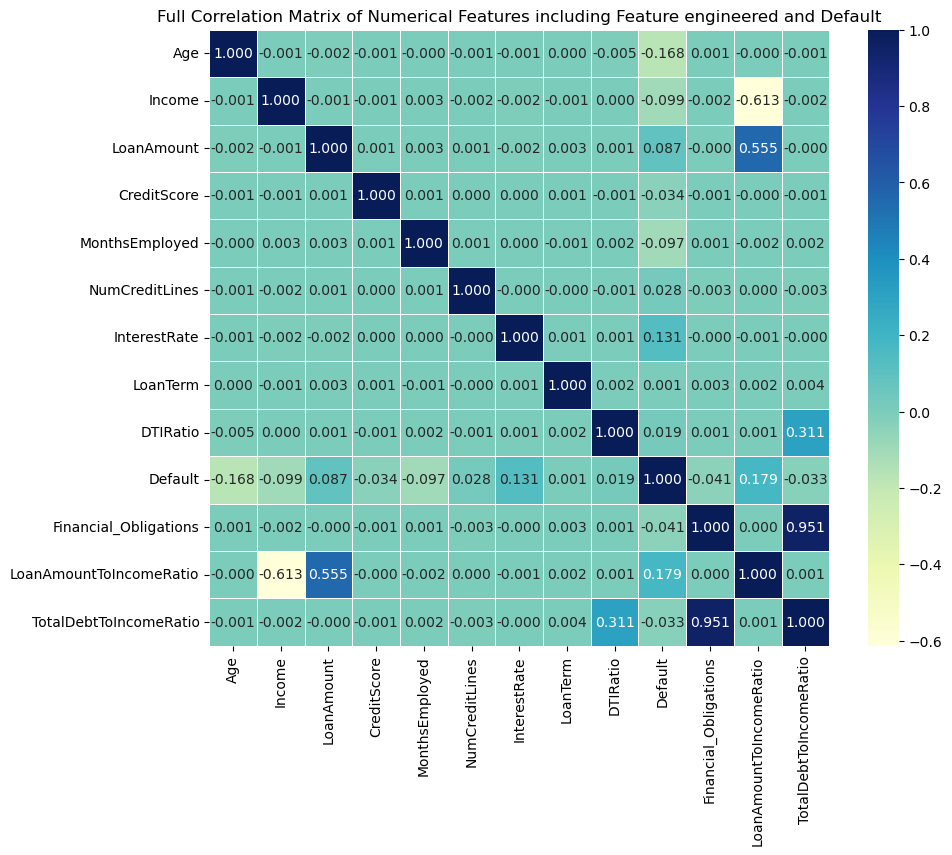 Full Correlation Matrix of Numerical Features including Feature engineered and Default
Age 1.000 -0.001 -0.002 -0.001 -0.000 -0.001 -0.001 0.000 -0.005 -0.168 0.001 -0.000 -0.001
Income -0.001 1.000 -0.001 -0.001 0.003 -0.002 -0.002 -0.001 0.000 -0.099 -0.002 -0.613 -0.002
LoanAmount -0.002 -0.001 1.000 0.001 0.003 0.001 -0.002 0.003 0.001 0.087 -0.000 0.555 -0.000
CreditScore -0.001 -0.001 0.001 1.000 0.001 0.000 0.000 0.001 -0.001 -0.034 -0.001 -0.000 -0.001
MonthsEmployed -0.000 0.003 0.003 0.001 1.000 0.001 0.000 -0.001 0.002 -0.097 0.001 -0.002 0.002
NumCreditLines -0.001 -0.002 0.001 0.000 0.001 1.000 -0.000 -0.000 -0.001 0.028 -0.003 0.000 -0.003
InterestRate -0.001 -0.002 -0.002 0.000 0.000 -0.000 1.000 0.001 0.001 0.131 -0.000 -0.001 -0.000
LoanTerm 0.000 -0.001 0.003 0.001 -0.001 -0.000 0.001 1.000 0.002 0.001 0.003 0.002 0.004
DTIRatio -0.005 0.000 0.001 -0.001 0.002 -0.001 0.001 0.002 1.000 0.019 0.001 0.001 0.311
Default -0.168 -0.099 0.087 -0.034 -0.097 0.028 0.131 0.001 0.019 1.000 -0.041 0.179 -0.033
Financial_Obligations 0.001 -0.002 -0.000 -0.001 0.001 -0.003 -0.000 0.003 0.001 -0.041 1.000 0.000 0.951
LoanAmountToIncomeRatio -0.000 -0.613 0.555 -0.000 -0.002 0.000 -0.001 0.002 0.001 0.179 0.000 1.000 0.001
TotalDebtToIncomeRatio -0.001 -0.002 -0.000 -0.001 0.002 -0.003 -0.000 0.004 0.311 -0.033 0.951 0.001 1.000
Age
Income
LoanAmount
CreditScore
MonthsEmployed
NumCreditLines
InterestRate
LoanTerm
DTIRatio
Default
Financial_Obligations
LoanAmountToIncomeRatio
TotalDebtToIncomeRatio
1.0
0.8
0.6
0.4
0.2
0.0
−0.2
−0.4
−0.6